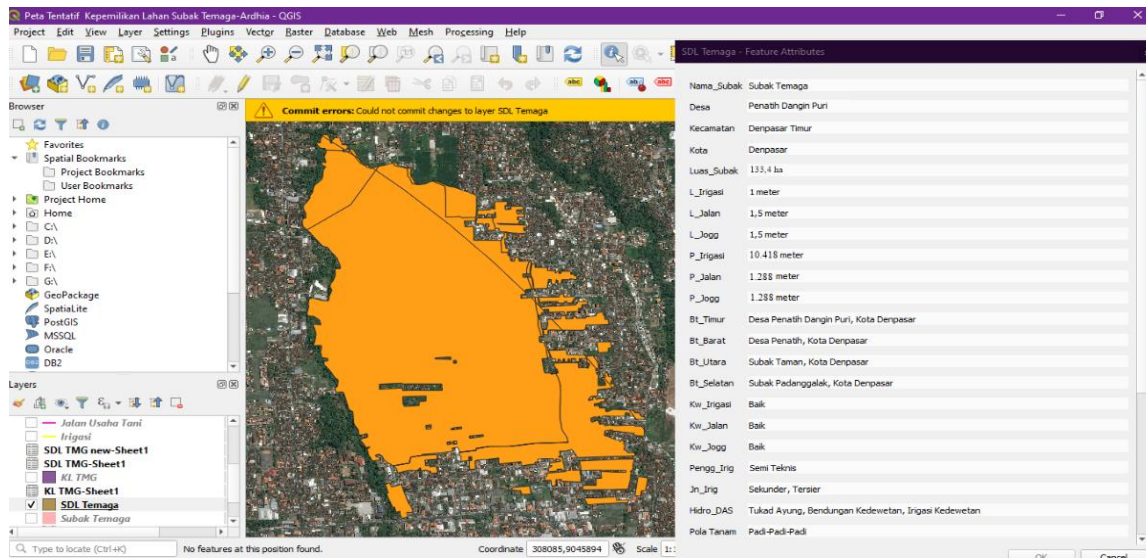 Peta Tentatif Kepemilikan Lahan Subak Temaga-Ardhia - QGIS
Project Edit View Layer Settings Plugins Vector Raster Database Web Mesh Processing Help
Browser
Favorites
Spatial Bookmarks
Project Bookmarks
User Bookmarks
Project Home
Home
C:\
D:\
E:\
F:\
G:\
GeoPackage
SpatiaLite
PostGIS
MSSQL
Oracle
DB2
Layers
Jalan Usaha Tani
Irigasi
SDL TMG new-Sheet1
SDL TMG-Sheet1
KL TMG
KL TMG-Sheet1
SDL Temaga
Subak Temaga
Commit errors: Could not commit changes to layer SDL Temaga
SDL Temaga - Feature Attributes
Nama_Subak Subak Temaga
Desa Penatih Dangin Puri
Kecamatan Denpasar Timur
Kota Denpasar
Luas_Subak 133,4 ha
L_Irigasi 1 meter
L_Jalan 1,5 meter
L_Jogg 1,5 meter
P_Irigasi 10.418 meter
P_Jalan 1.288 meter
P_Jogg 1.288 meter
Bt_Timur Desa Penatih Dangin Puri, Kota Denpasar
Bt_Barat Desa Penatih, Kota Denpasar
Bt_Utara Subak Taman, Kota Denpasar
Bt_Selatan Subak Padanggalak, Kota Denpasar
Kw_Irigasi Baik
Kw_Jalan Baik
Kw_Jogg Baik
Pengg_Irig Semi Teknis
Jn_Irig Sekunder, Tersier
Hidro_DAS Tukad Ayung, Bendungan Kedewetan, Irigasi Kedewetan
Pola Tanam Padi-Padi-Padi
OK Cancel
Type to locate (Ctrl+K) No features at this position found. Coordinate 308085,9045894 Scale